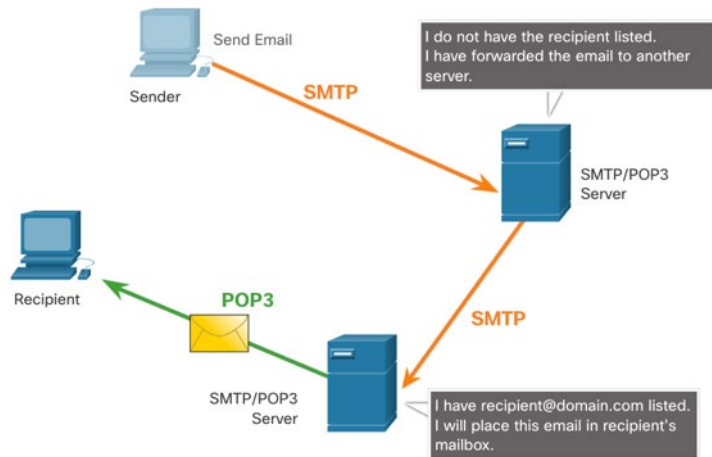 Send Email
Sender
SMTP
I do not have the recipient listed.
I have forwarded the email to another
server.
SMTP/POP3
Server
Recipient
POP3
SMTP
SMTP/POP3
Server
I have recipient@domain.com listed.
I will place this email in recipient's
mailbox.